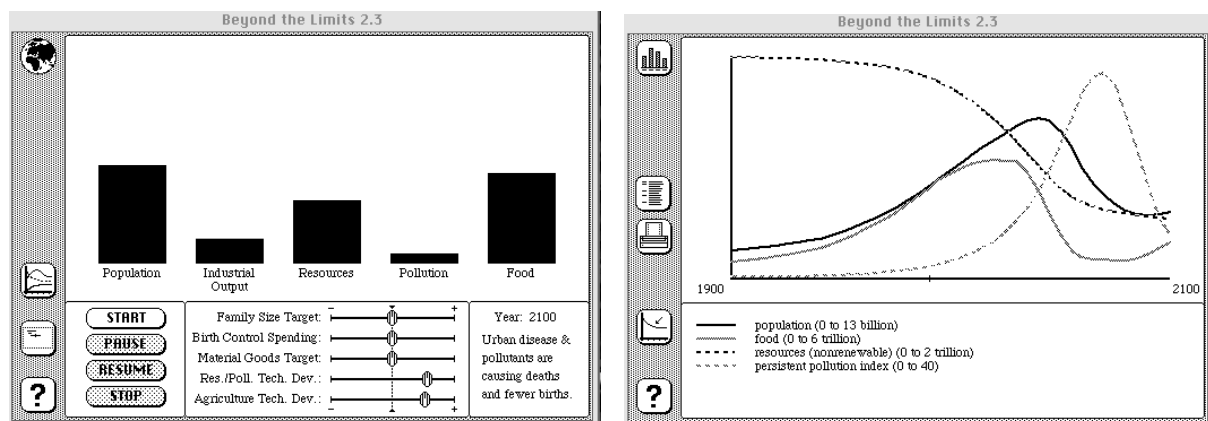 Beyond the Limits 2.3
Population
Industrial
Output
Resources
Pollution
Food
START
PAUSE
RESUME
STOP
?
- +
Family Size Target:
Birth Control Spending:
Material Goods Target:
Res./Poll. Tech. Dev.:
Agriculture Tech. Dev.:
- +
Year: 2100
Urban disease &
pollutants are
causing deaths
and fewer births.
Beyond the Limits 2.3
1900 2100
population (0 to 13 billion)
food (0 to 6 trillion)
resources (nonrenewable) (0 to 2 trillion)
persistent pollution index (0 to 40)
?